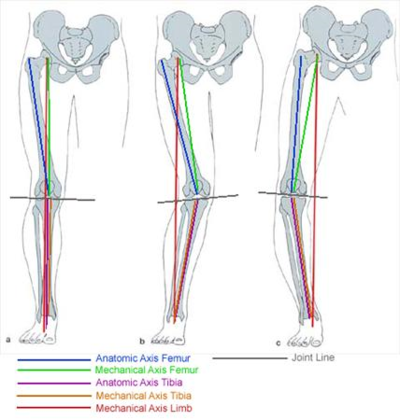 a
b
c
Anatomic Axis Femur
Joint Line
Mechanical Axis Femur
Anatomic Axis Tibia
Mechanical Axis Tibia
Mechanical Axis Limb